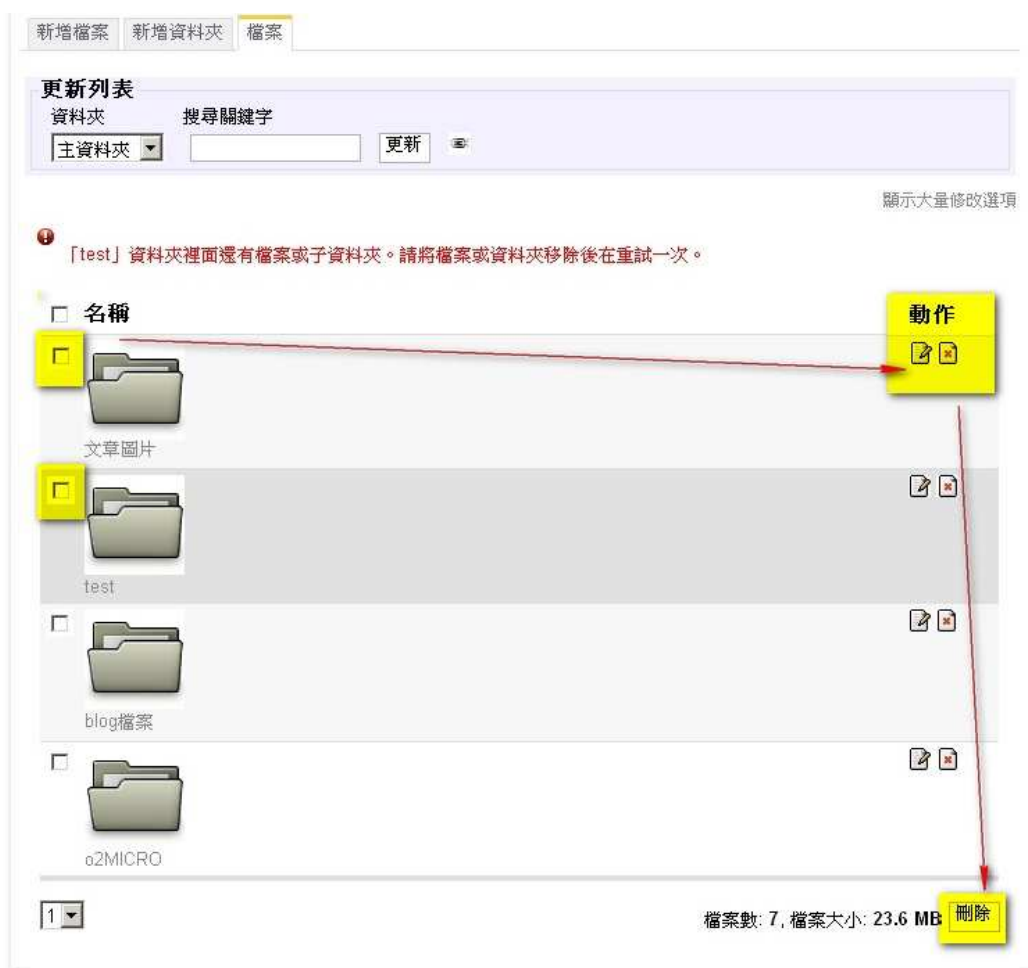 新增檔案 新增資料夾 檔案
更新列表
資料夾 搜尋關鍵字
主資料夾 更新
顯示大量修改選項
「test」資料夾裡面還有檔案或子資料夾。請將檔案或資料夾移除後在重試一次。
名稱 動作
文章圖片
test
blog檔案
o2MICRO
1 檔案數: 7, 檔案大小: 23.6 MB 刪除